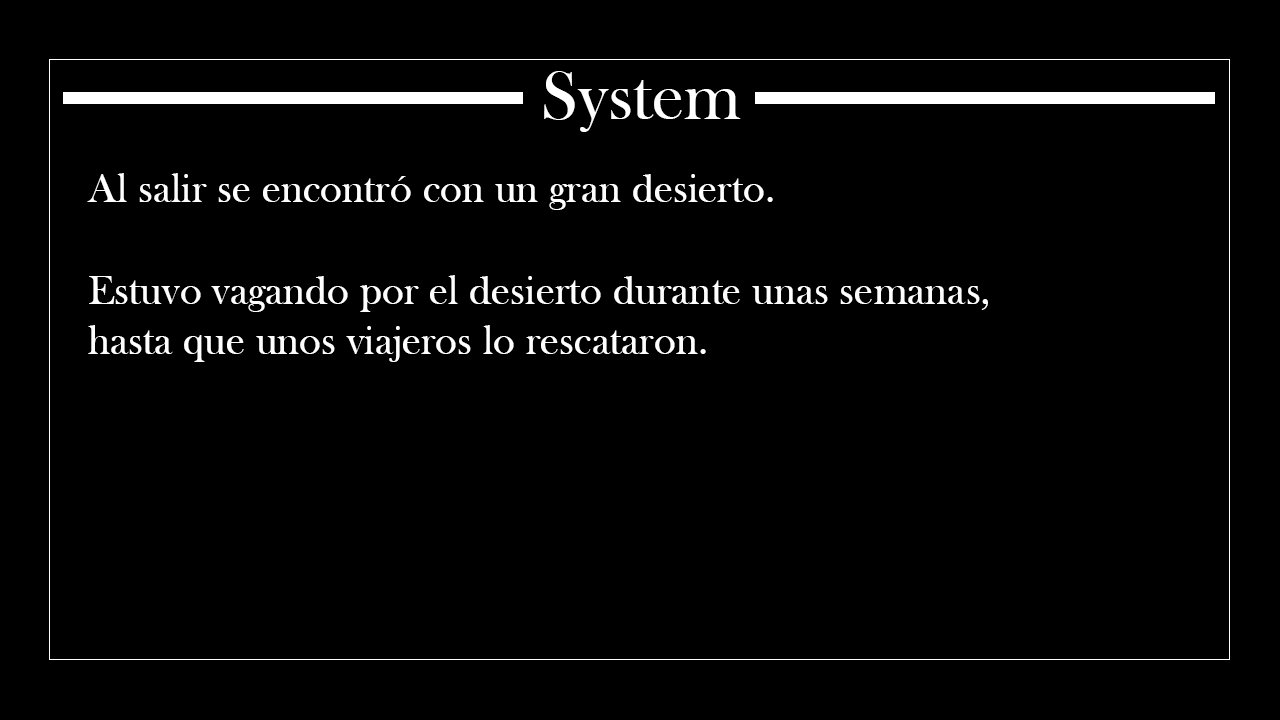 System
Al salir se encontró con un gran desierto.
Estuvo vagando por el desierto durante unas semanas,
hasta que unos viajeros lo rescataron.